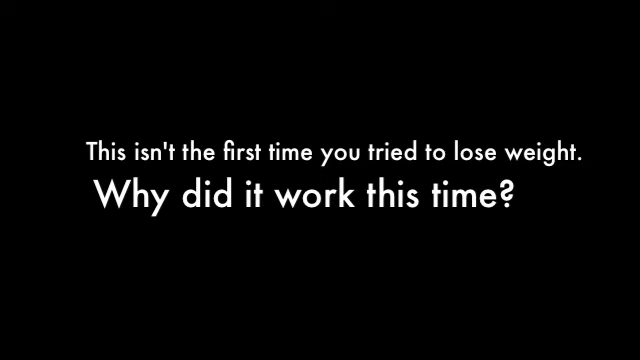 This isn't the first time you tried to lose weight.
Why did it work this time?